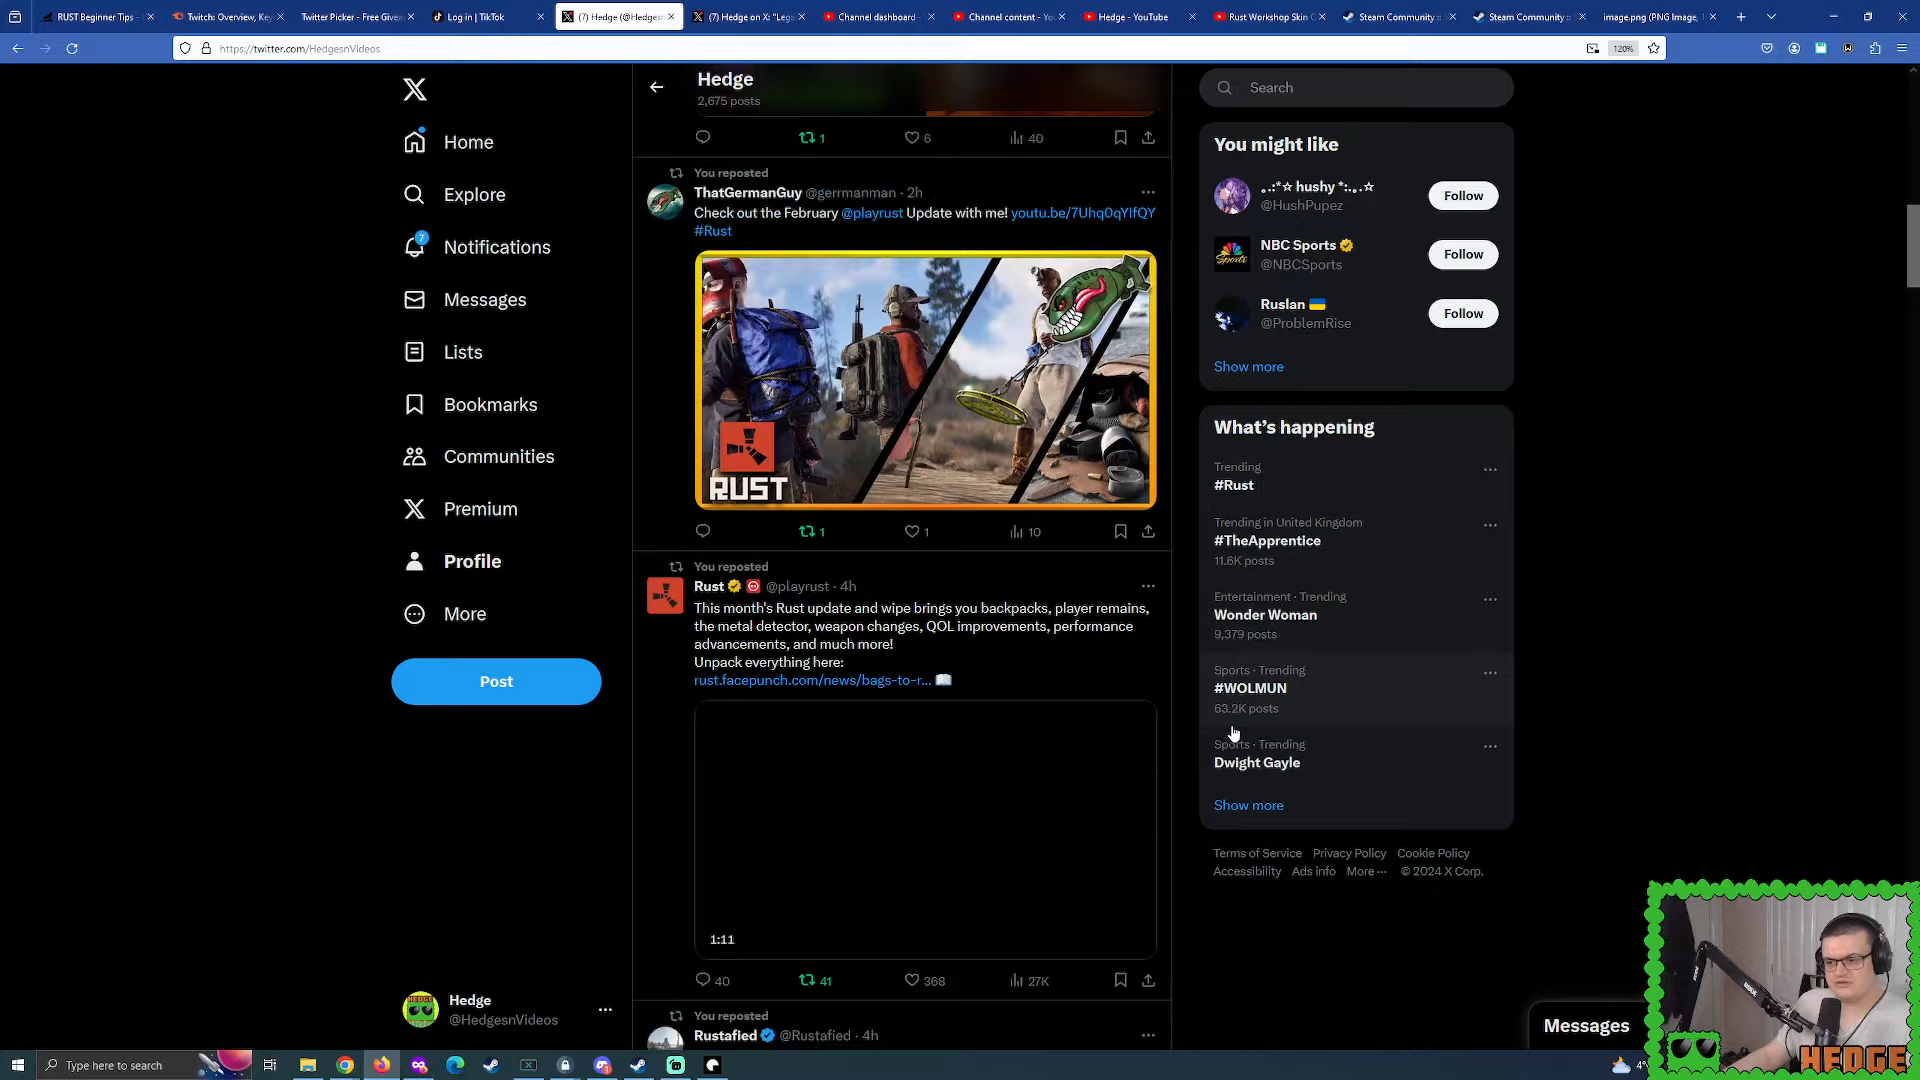 RUST Beginner Tips -
Twitch: Overview, Key
Twitter Picker - Free Givea
Log in | TikTok
(7) Hedge (@Hedgesn
(7) Hedge on X: "Lega
Channel dashboard -
Channel content - Yo
Hedge - YouTube
Rust Workshop Skin C
Steam Community ::
Steam Community ::
image.png (PNG Image,
https://twitter.com/HedgesnVideos
120%
Home
Explore
7
Notifications
Messages
Lists
Bookmarks
Communities
Premium
Profile
More
Post
Hedge
@HedgesnVideos
Hedge
2,675 posts
1
6
40
You reposted
ThatGermanGuy @gerrmanman · 2h
Check out the February @playrust Update with me! youtu.be/7Uhq0qYIfQY
#Rust
RUST
1
1
10
You reposted
Rust @playrust · 4h
This month's Rust update and wipe brings you backpacks, player remains,
the metal detector, weapon changes, QOL improvements, performance
advancements, and much more!
Unpack everything here:
rust.facepunch.com/news/bags-to-r...
1:11
40
41
368
27K
You reposted
Rustafied @Rustafied · 4h
Search
You might like
｡.:*☆ hushy *:.｡.☆
@HushPupez
Follow
NBC Sports
@NBCSports
Follow
Ruslan
@ProblemRise
Follow
Show more
What's happening
Trending
#Rust
Trending in United Kingdom
#TheApprentice
11.6K posts
Entertainment · Trending
Wonder Woman
9,379 posts
Sports · Trending
#WOLMUN
63.2K posts
Sports · Trending
Dwight Gayle
Show more
Terms of Service Privacy Policy Cookie Policy
Accessibility Ads info More ··· © 2024 X Corp.
Messages
HEDGE
Type here to search
4°